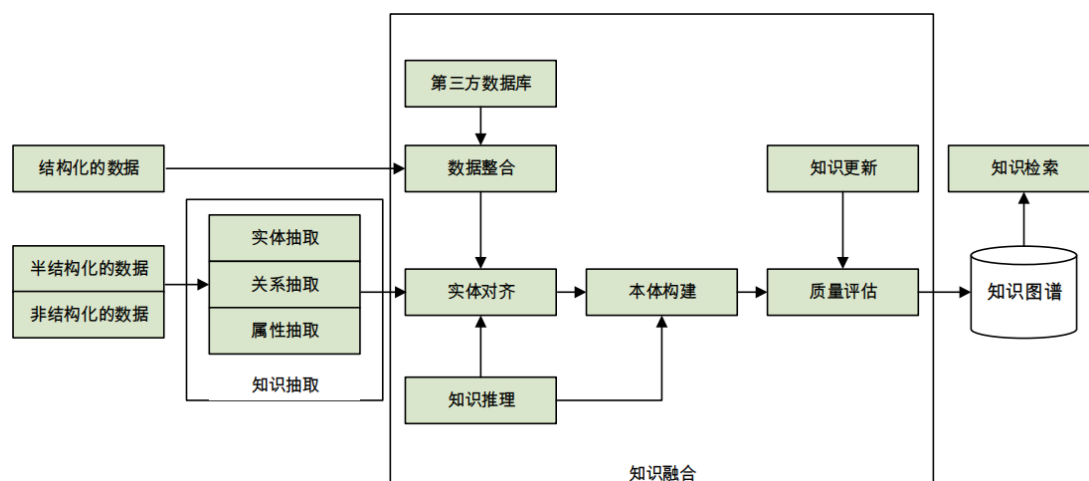 第三方数据库
结构化的数据
数据整合
知识更新
知识检索
实体抽取
半结构化的数据
关系抽取
实体对齐
本体构建
质量评估
知识图谱
非结构化的数据
属性抽取
知识抽取
知识推理
知识融合